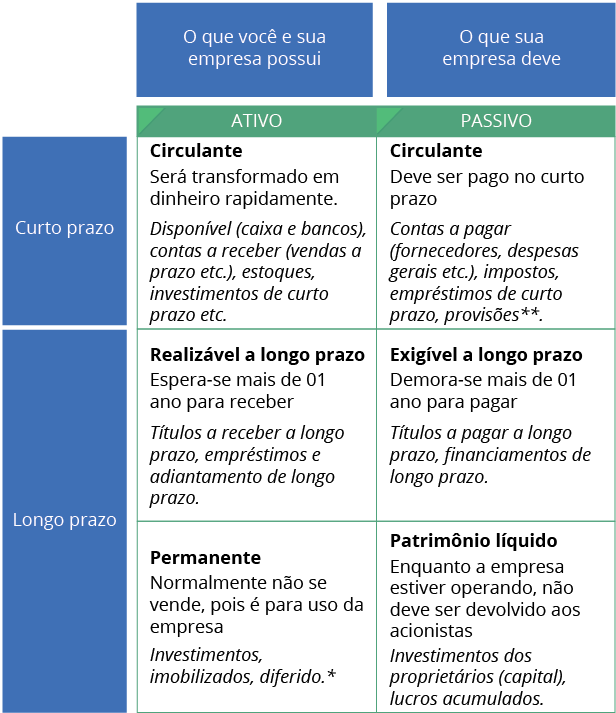 O que você e sua
empresa possui
O que sua
empresa deve
ATIVO
PASSIVO
Curto prazo
Circulante
Será transformado em
dinheiro rapidamente.
Disponível (caixa e bancos),
contas a receber (vendas a
prazo etc.), estoques,
investimentos de curto
prazo etc.
Circulante
Deve ser pago no curto
prazo
Contas a pagar
(fornecedores, despesas
gerais etc.), impostos,
empréstimos de curto
prazo, provisões**.
Longo prazo
Realizável a longo prazo
Espera-se mais de 01
ano para receber
Títulos a receber a longo
prazo, empréstimos e
adiantamento de longo
prazo.
Exigível a longo prazo
Demora-se mais de 01
ano para pagar
Títulos a pagar a longo
prazo, financiamentos de
longo prazo.
Permanente
Normalmente não se
vende, pois é para uso da
empresa
Investimentos,
imobilizados, diferido.*
Patrimônio líquido
Enquanto a empresa
estiver operando, não
deve ser devolvido aos
acionistas
Investimentos dos
proprietários (capital),
lucros acumulados.